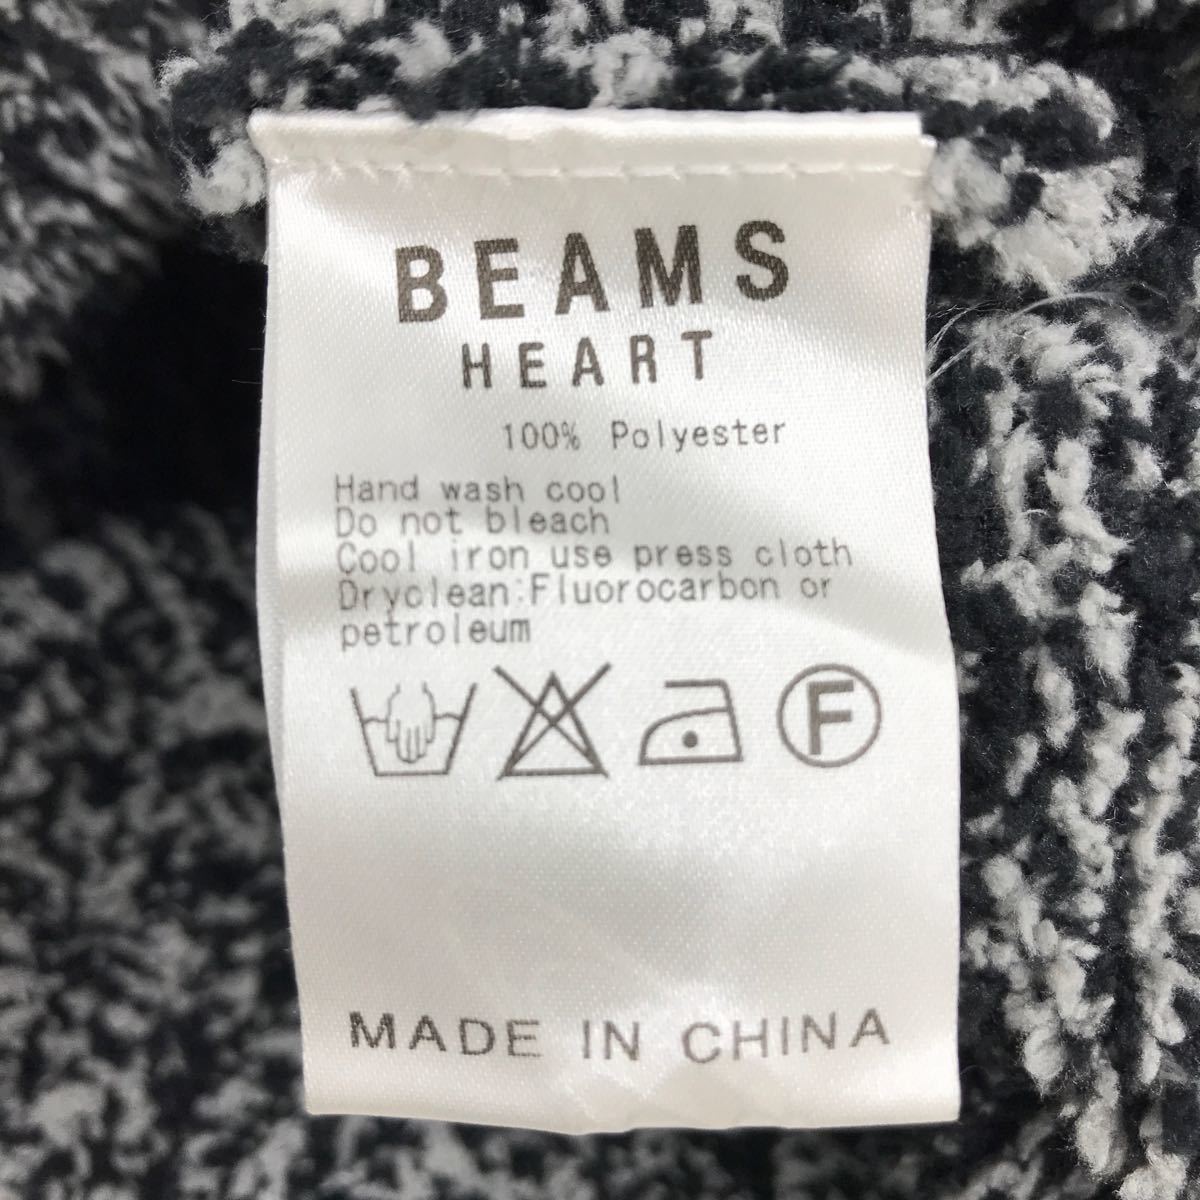 BEAMS
HEART
100% Polyester
Hand wash cool
Do not bleach
Cool iron use press cloth
Dryclean:Fluorocarbon or
petroleum
F
MADE IN CHINA